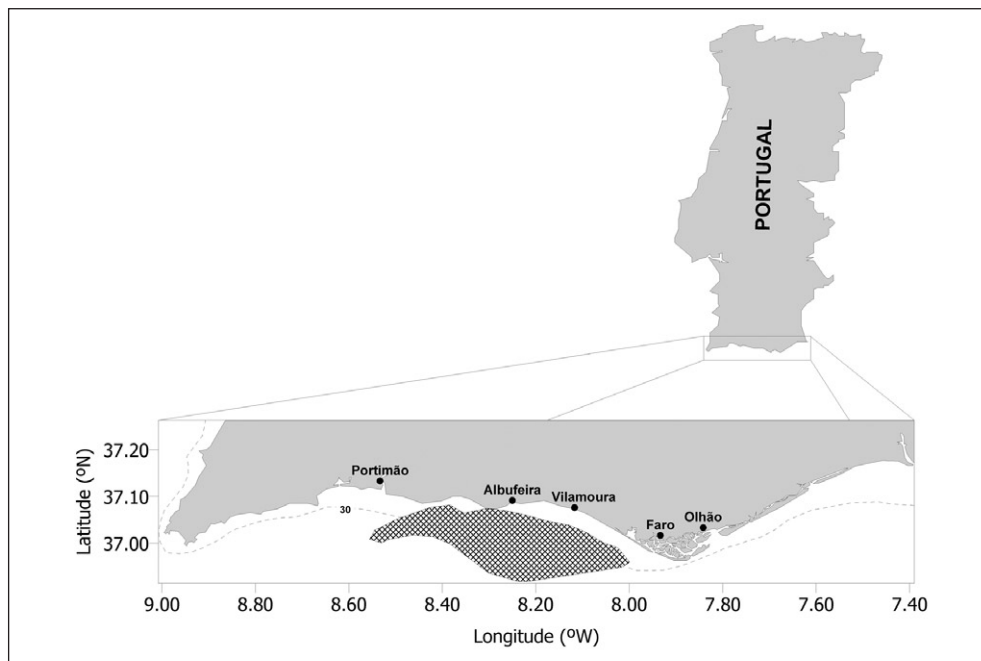 PORTUGAL
Latitude (ºN)
37.20
37.10
37.00
Portimão
Albufeira
Vilamoura
Faro
Olhão
30
9.00 8.80 8.60 8.40 8.20 8.00 7.80 7.60 7.40
Longitude (ºW)